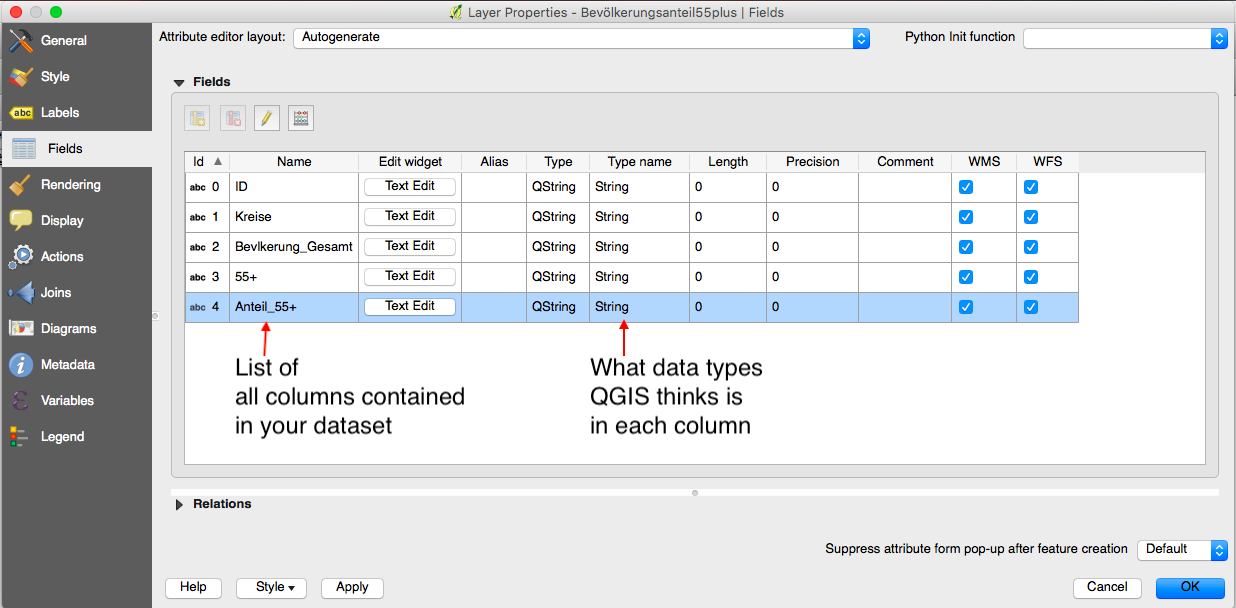 Layer Properties - Bevölkerungsanteil55plus | Fields
General
Style
abc Labels
Fields
Rendering
Display
Actions
Joins
Diagrams
Metadata
Variables
Legend
Attribute editor layout: Autogenerate Python Init function
Fields
Id Name Edit widget Alias Type Type name Length Precision Comment WMS WFS
abc 0 ID Text Edit QString String 0 0
abc 1 Kreise Text Edit QString String 0 0
abc 2 Bevlkerung_Gesamt Text Edit QString String 0 0
abc 3 55+ Text Edit QString String 0 0
abc 4 Anteil_55+ Text Edit QString String 0 0
List of
all columns contained
in your dataset
What data types
QGIS thinks is
in each column
Relations
Suppress attribute form pop-up after feature creation Default
Help Style Apply Cancel OK